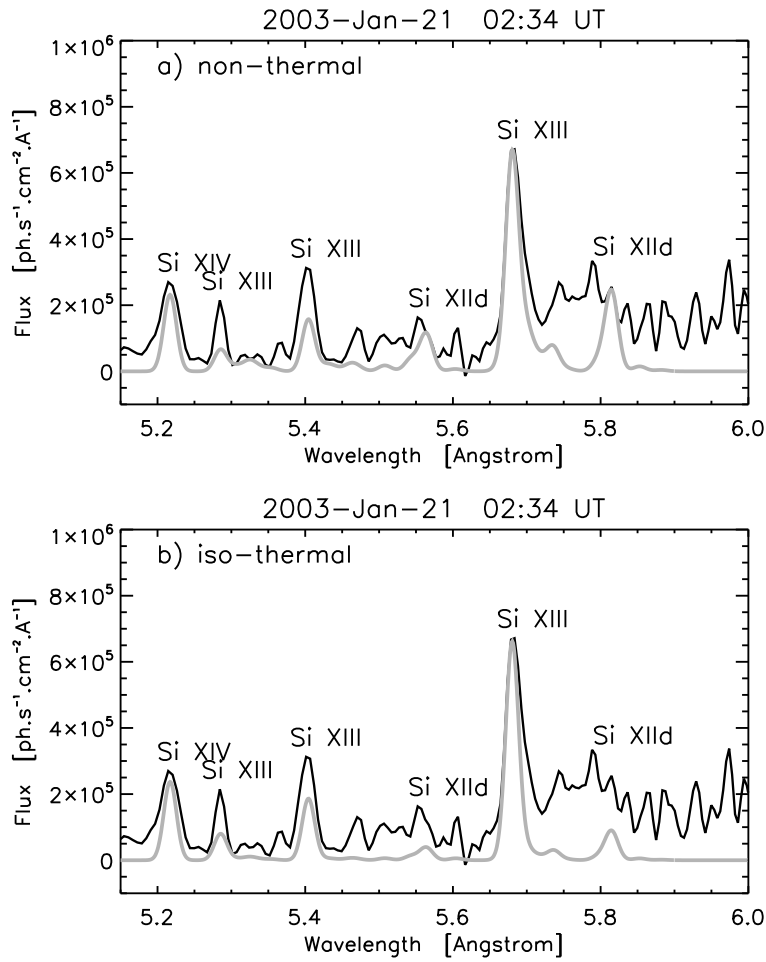 2003-Jan-21 02:34 UT
a) non-thermal
1×10⁶
8×10⁵
6×10⁵
4×10⁵
2×10⁵
0
Flux [ph.s⁻¹.cm⁻².A⁻¹]
Si XIV
Si XIII
Si XIII
Si XIId
Si XIII
Si XIId
5.2 5.4 5.6 5.8 6.0
Wavelength [Angstrom]
2003-Jan-21 02:34 UT
b) iso-thermal
1×10⁶
8×10⁵
6×10⁵
4×10⁵
2×10⁵
0
Flux [ph.s⁻¹.cm⁻².A⁻¹]
Si XIV
Si XIII
Si XIII
Si XIId
Si XIII
Si XIId
5.2 5.4 5.6 5.8 6.0
Wavelength [Angstrom]